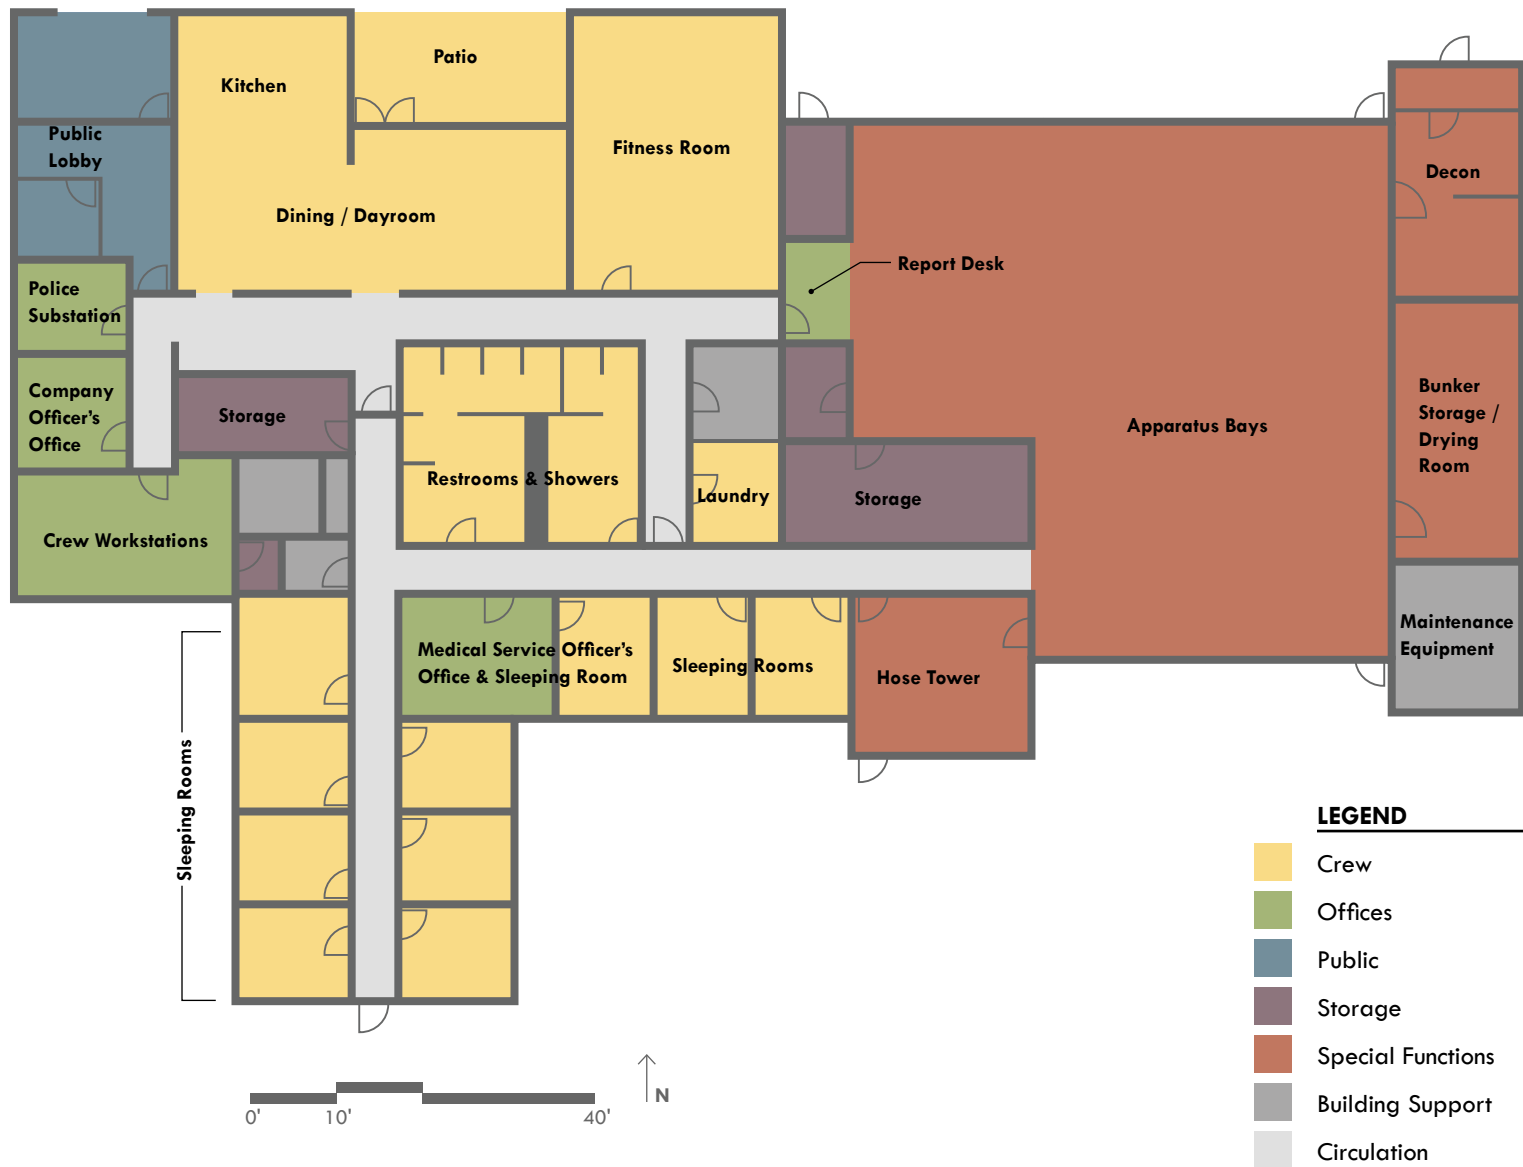 Patio
Kitchen
Public
Lobby
Fitness Room
Decon
Dining / Dayroom
Report Desk
Police
Substation
Company
Officer's
Office
Storage
Bunker
Storage /
Drying
Room
Apparatus Bays
Restrooms & Showers
Laundry
Storage
Crew Workstations
Maintenance
Equipment
Medical Service Officer's
Office & Sleeping Room
Sleeping Rooms
Hose Tower
Sleeping Rooms
LEGEND
Crew
Offices
Public
Storage
Special Functions
Building Support
Circulation
N
0' 10' 40'